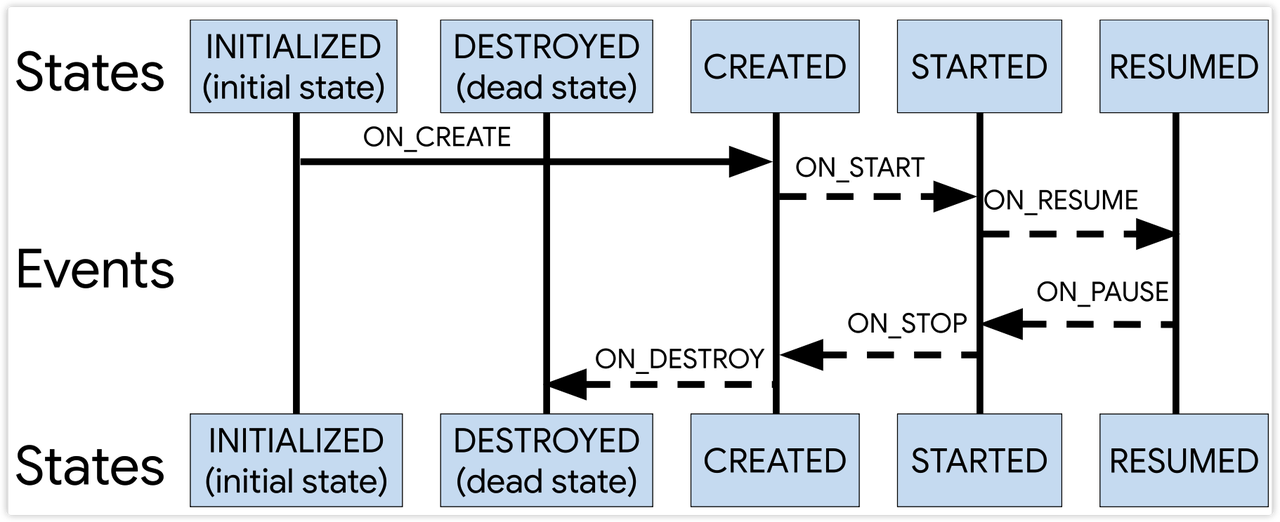 States
INITIALIZED
(initial state)
DESTROYED
(dead state)
CREATED
STARTED
RESUMED
ON_CREATE
ON_START
ON_RESUME
Events
ON_PAUSE
ON_STOP
ON_DESTROY
States
INITIALIZED
(initial state)
DESTROYED
(dead state)
CREATED
STARTED
RESUMED